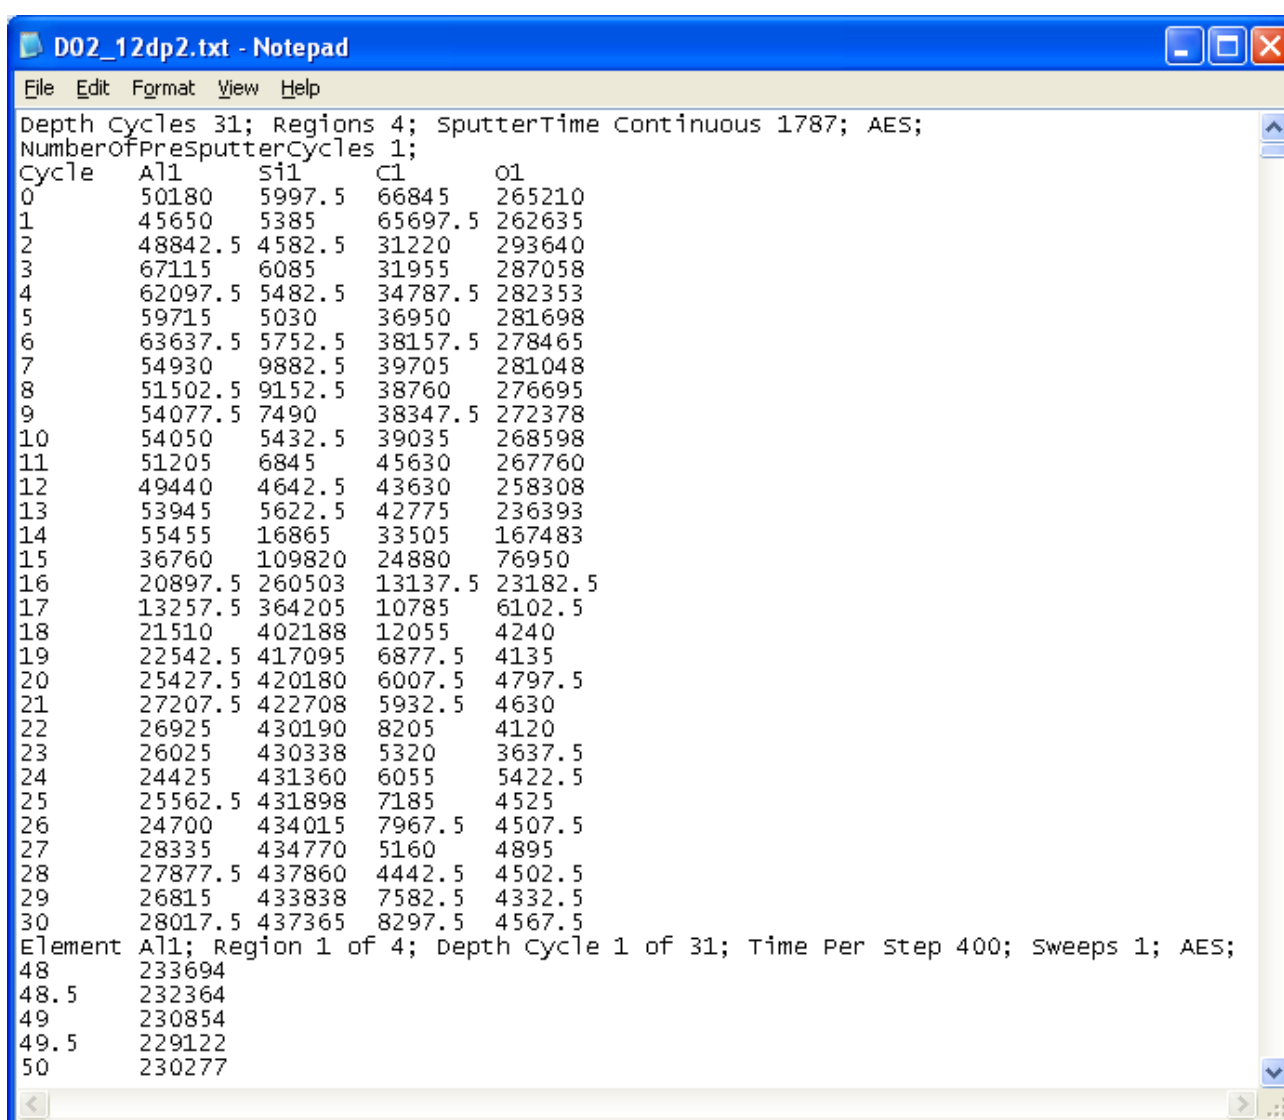 D02_12dp2.txt - Notepad
File Edit Format View Help
Depth Cycles 31; Regions 4; SputterTime Continuous 1787; AES;
NumberOfPreSputterCycles 1;
Cycle Al1 Si1 C1 O1
0 50180 5997.5 66845 265210
1 45650 5385 65697.5 262635
2 48842.5 4582.5 31220 293640
3 67115 6085 31955 287058
4 62097.5 5482.5 34787.5 282353
5 59715 5030 36950 281698
6 63637.5 5752.5 38157.5 278465
7 54930 9882.5 39705 281048
8 51502.5 9152.5 38760 276695
9 54077.5 7490 38347.5 272378
10 54050 5432.5 39035 268598
11 51205 6845 45630 267760
12 49440 4642.5 43630 258308
13 53945 5622.5 42775 236393
14 55455 16865 33505 167483
15 36760 109820 24880 76950
16 20897.5 260503 13137.5 23182.5
17 13257.5 364205 10785 6102.5
18 21510 402188 12055 4240
19 22542.5 417095 6877.5 4135
20 25427.5 420180 6007.5 4797.5
21 27207.5 422708 5932.5 4630
22 26925 430190 8205 4120
23 26025 430338 5320 3637.5
24 24425 431360 6055 5422.5
25 25562.5 431898 7185 4525
26 24700 434015 7967.5 4507.5
27 28335 434770 5160 4895
28 27877.5 437860 4442.5 4502.5
29 26815 433838 7582.5 4332.5
30 28017.5 437365 8297.5 4567.5
Element Al1; Region 1 of 4; Depth Cycle 1 of 31; Time Per Step 400; Sweeps 1; AES;
48 233694
48.5 232364
49 230854
49.5 229122
50 230277